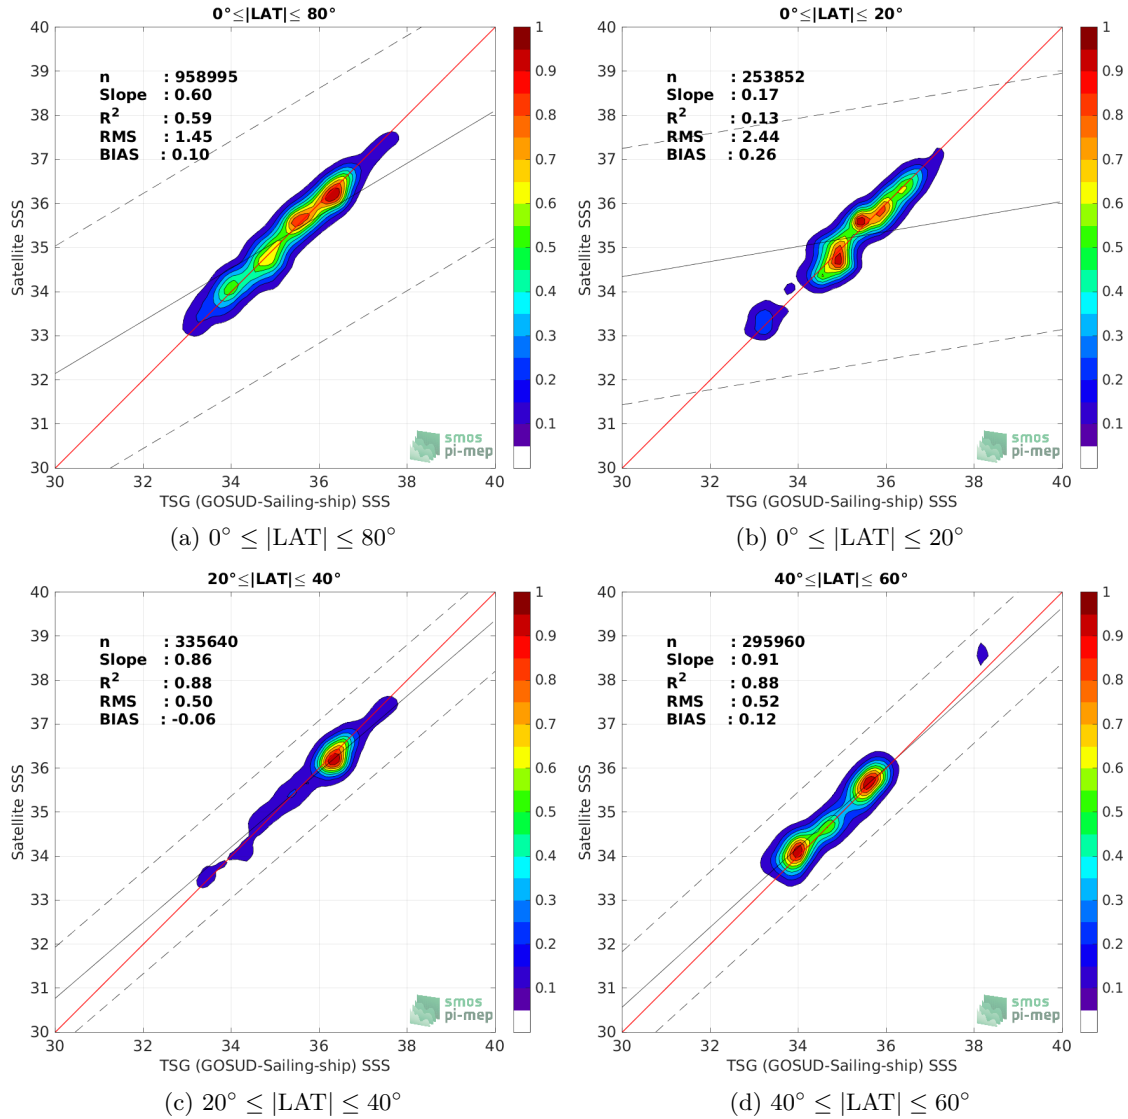 0°≤|LAT|≤ 80°
n : 958995
Slope : 0.60
R² : 0.59
RMS : 1.45
BIAS : 0.10
40
39
38
37
36
35
34
33
32
31
30
Satellite SSS
30 32 34 36 38 40
TSG (GOSUD-Sailing-ship) SSS
1
0.9
0.8
0.7
0.6
0.5
0.4
0.3
0.2
0.1
smos
pi-mep
(a) 0° ≤ |LAT| ≤ 80°
0°≤|LAT|≤ 20°
n : 253852
Slope : 0.17
R² : 0.13
RMS : 2.44
BIAS : 0.26
40
39
38
37
36
35
34
33
32
31
30
Satellite SSS
30 32 34 36 38 40
TSG (GOSUD-Sailing-ship) SSS
1
0.9
0.8
0.7
0.6
0.5
0.4
0.3
0.2
0.1
smos
pi-mep
(b) 0° ≤ |LAT| ≤ 20°
20°≤|LAT|≤ 40°
n : 335640
Slope : 0.86
R² : 0.88
RMS : 0.50
BIAS : -0.06
40
39
38
37
36
35
34
33
32
31
30
Satellite SSS
30 32 34 36 38 40
TSG (GOSUD-Sailing-ship) SSS
1
0.9
0.8
0.7
0.6
0.5
0.4
0.3
0.2
0.1
smos
pi-mep
(c) 20° ≤ |LAT| ≤ 40°
40°≤|LAT|≤ 60°
n : 295960
Slope : 0.91
R² : 0.88
RMS : 0.52
BIAS : 0.12
40
39
38
37
36
35
34
33
32
31
30
Satellite SSS
30 32 34 36 38 40
TSG (GOSUD-Sailing-ship) SSS
1
0.9
0.8
0.7
0.6
0.5
0.4
0.3
0.2
0.1
smos
pi-mep
(d) 40° ≤ |LAT| ≤ 60°